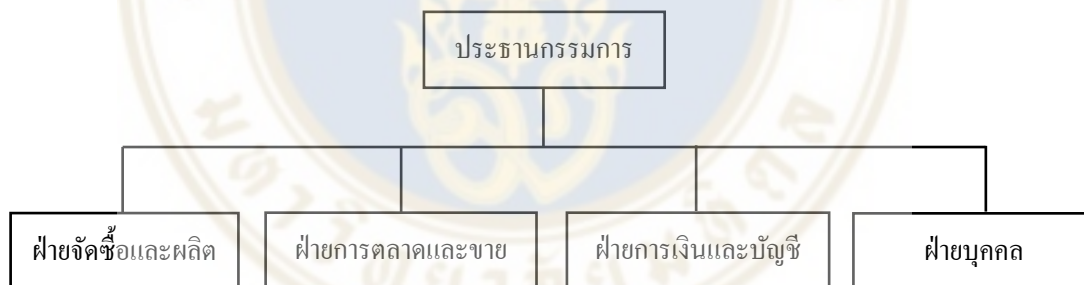 ประธานกรรมการ
ฝ่ายจัดซื้อและผลิต
ฝ่ายการตลาดและขาย
ฝ่ายการเงินและบัญชี
ฝ่ายบุคคล